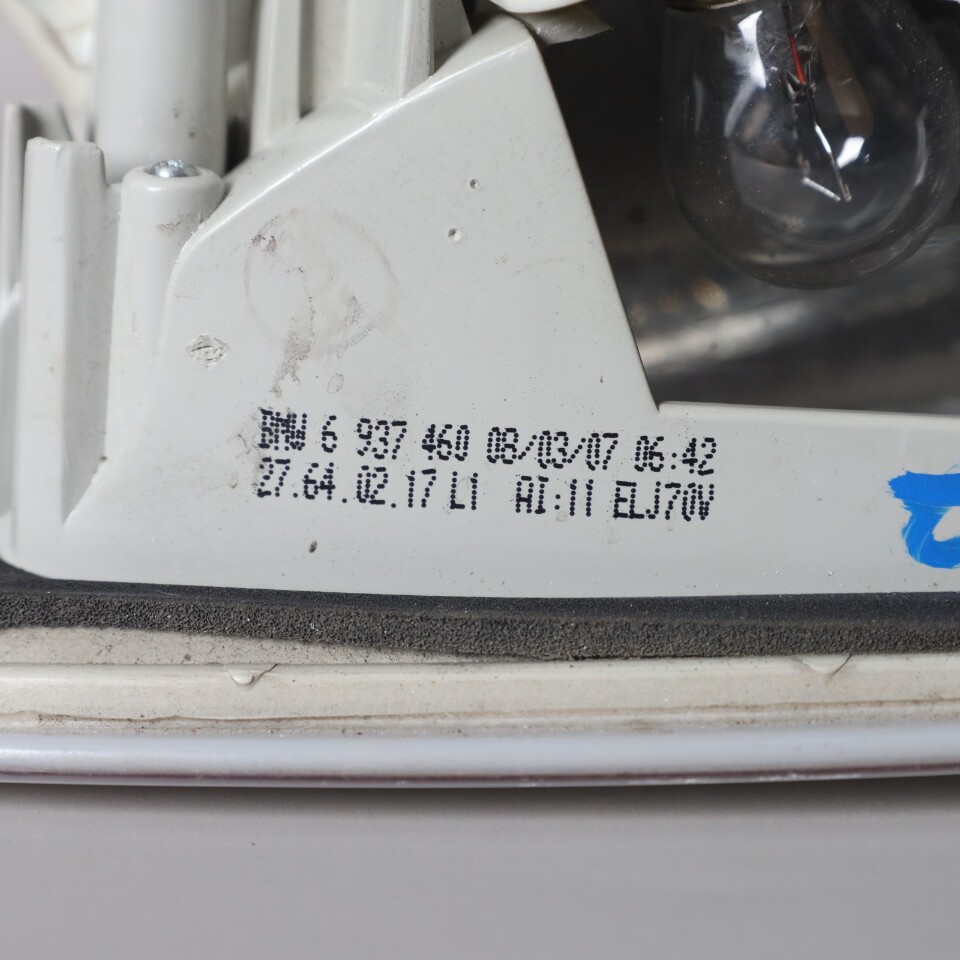 BMW 6 937 460 08/03/07 06:42
27.64.02.17 L1 AI:11 ELJ70V